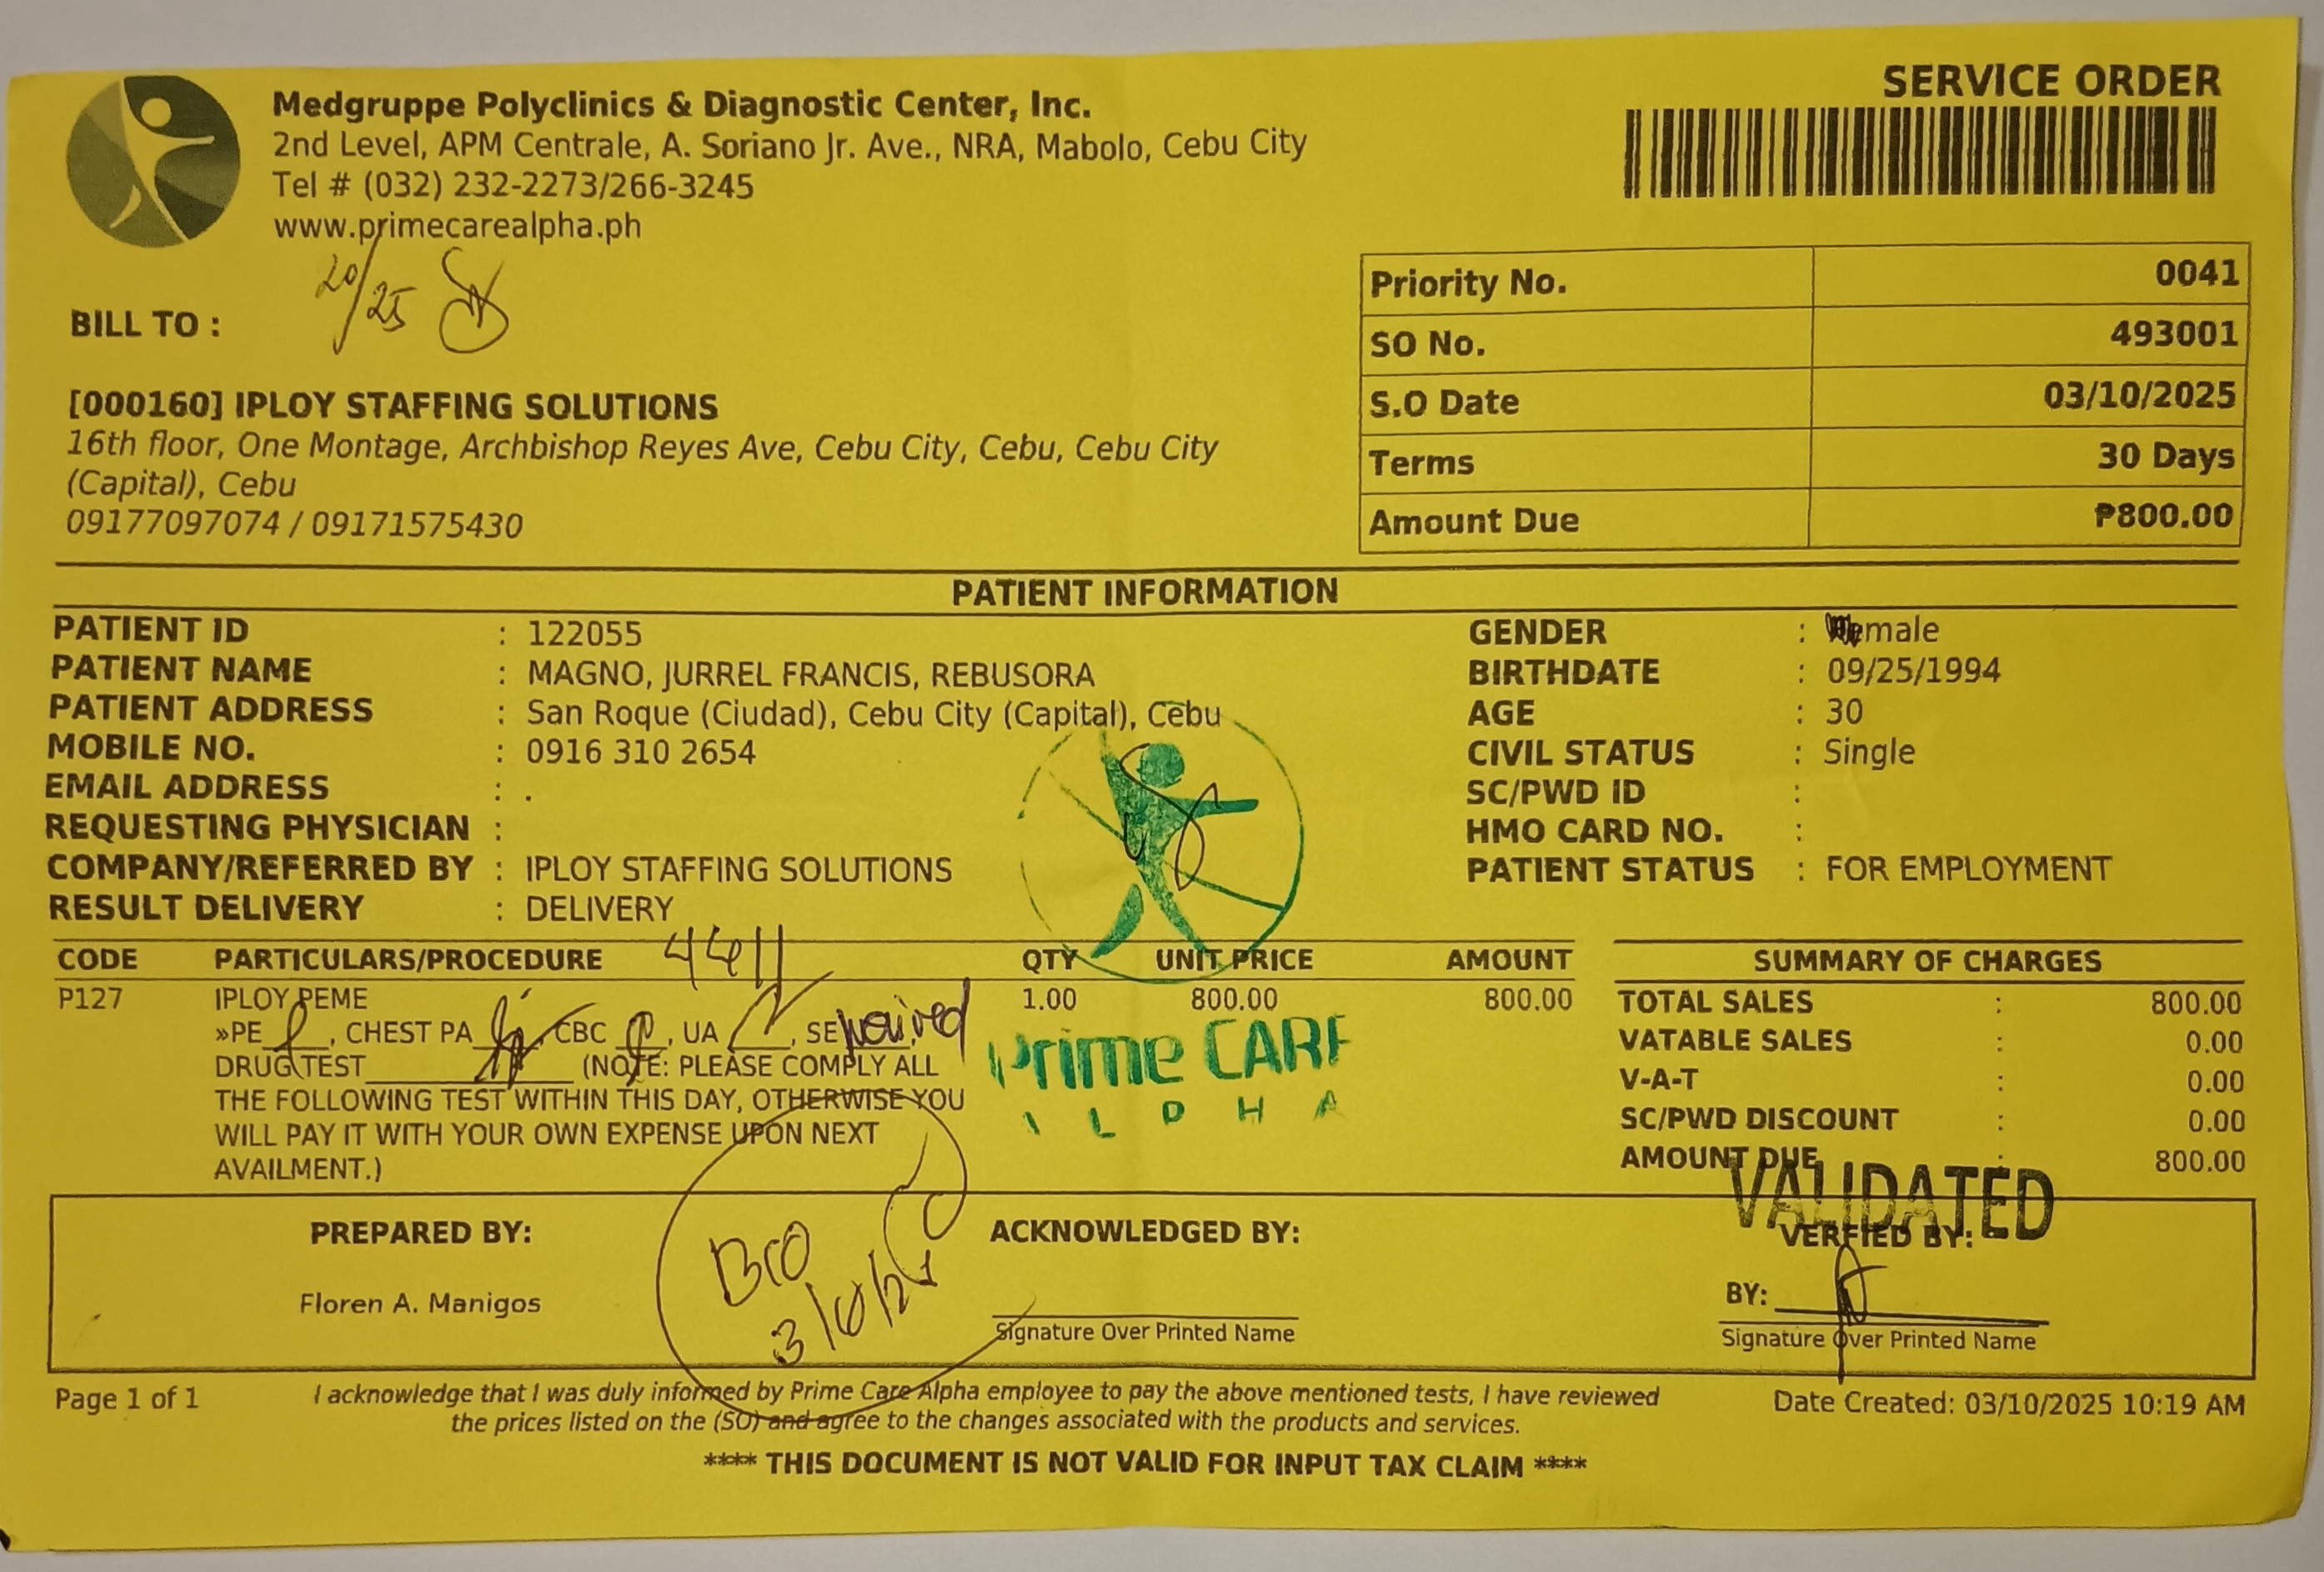 SERVICE ORDER
Medgruppe Polyclinics & Diagnostic Center, Inc.
2nd Level, APM Centrale, A. Soriano Jr. Ave., NRA, Mabolo, Cebu City
Tel # (032) 232-2273/266-3245
www.primecarealpha.ph
20/25
BILL TO :
[000160] IPLOY STAFFING SOLUTIONS
16th floor, One Montage, Archbishop Reyes Ave, Cebu City, Cebu, Cebu City
(Capital), Cebu
09177097074 / 09171575430
Priority No. 0041
SO No. 493001
S.O Date 03/10/2025
Terms 30 Days
Amount Due ₱800.00
PATIENT INFORMATION
PATIENT ID : 122055
PATIENT NAME : MAGNO, JURREL FRANCIS, REBUSORA
PATIENT ADDRESS : San Roque (Ciudad), Cebu City (Capital), Cebu
MOBILE NO. : 0916 310 2654
EMAIL ADDRESS : .
REQUESTING PHYSICIAN :
COMPANY/REFERRED BY : IPLOY STAFFING SOLUTIONS
RESULT DELIVERY : DELIVERY
GENDER : male
BIRTHDATE : 09/25/1994
AGE : 30
CIVIL STATUS : Single
SC/PWD ID :
HMO CARD NO. :
PATIENT STATUS : FOR EMPLOYMENT
CODE PARTICULARS/PROCEDURE QTY UNIT PRICE AMOUNT
P127 IPLOY PEME 1.00 800.00 800.00
»PE , CHEST PA , CBC , UA , SE waived
DRUG TEST (NOTE: PLEASE COMPLY ALL
THE FOLLOWING TEST WITHIN THIS DAY, OTHERWISE YOU
WILL PAY IT WITH YOUR OWN EXPENSE UPON NEXT
AVAILMENT.)
Prime CARE
ALPHA
SUMMARY OF CHARGES
TOTAL SALES : 800.00
VATABLE SALES : 0.00
V-A-T : 0.00
SC/PWD DISCOUNT : 0.00
AMOUNT DUE : 800.00
VALIDATED
PREPARED BY:
Floren A. Manigos
ACKNOWLEDGED BY:
Signature Over Printed Name
VERFIED BY:
BY:
Signature Over Printed Name
Page 1 of 1
I acknowledge that I was duly informed by Prime Care Alpha employee to pay the above mentioned tests, I have reviewed
the prices listed on the (SO) and agree to the changes associated with the products and services.
Date Created: 03/10/2025 10:19 AM
**** THIS DOCUMENT IS NOT VALID FOR INPUT TAX CLAIM ****